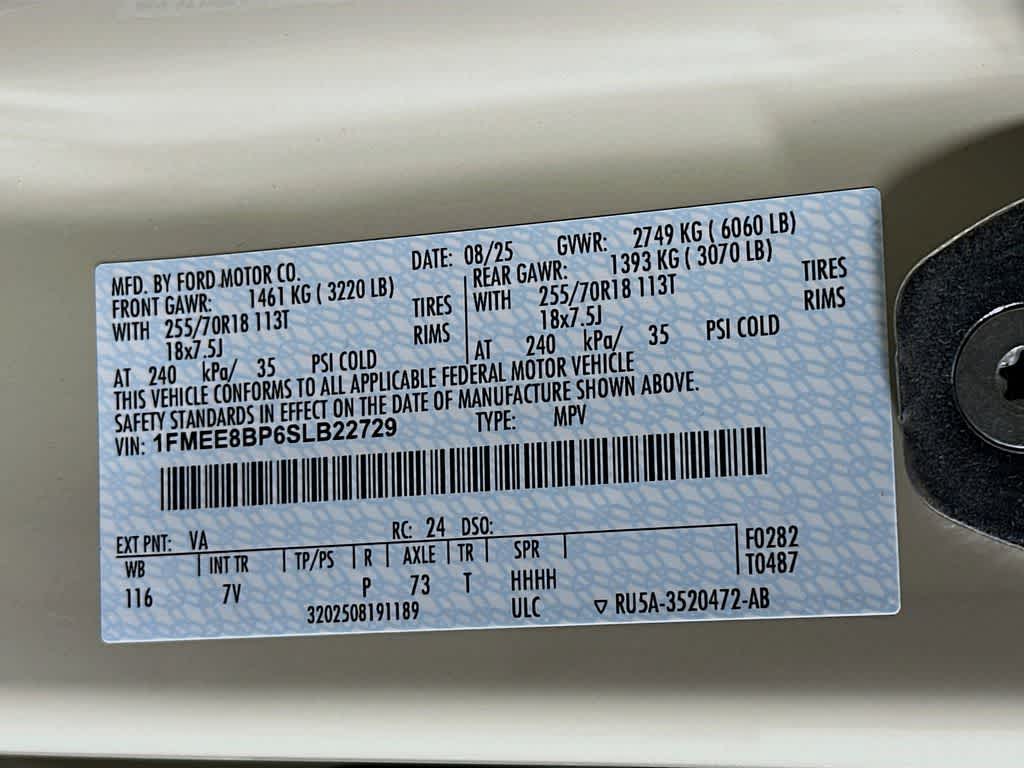 MFD. BY FORD MOTOR CO. DATE: 08/25 GVWR: 2749 KG ( 6060 LB)
FRONT GAWR: 1461 KG ( 3220 LB) REAR GAWR: 1393 KG ( 3070 LB)
WITH 255/70R18 113T TIRES WITH 255/70R18 113T TIRES
18x7.5J RIMS 18x7.5J RIMS
AT 240 kPa/ 35 PSI COLD AT 240 kPa/ 35 PSI COLD
THIS VEHICLE CONFORMS TO ALL APPLICABLE FEDERAL MOTOR VEHICLE
SAFETY STANDARDS IN EFFECT ON THE DATE OF MANUFACTURE SHOWN ABOVE.
VIN: 1FMEE8BP6SLB22729 TYPE: MPV
EXT PNT: VA RC: 24 DSO: F0282
WB INT TR TP/PS R AXLE TR SPR T0487
116 7V P 73 T HHHH
3202508191189 ULC ▽ RU5A-3520472-AB